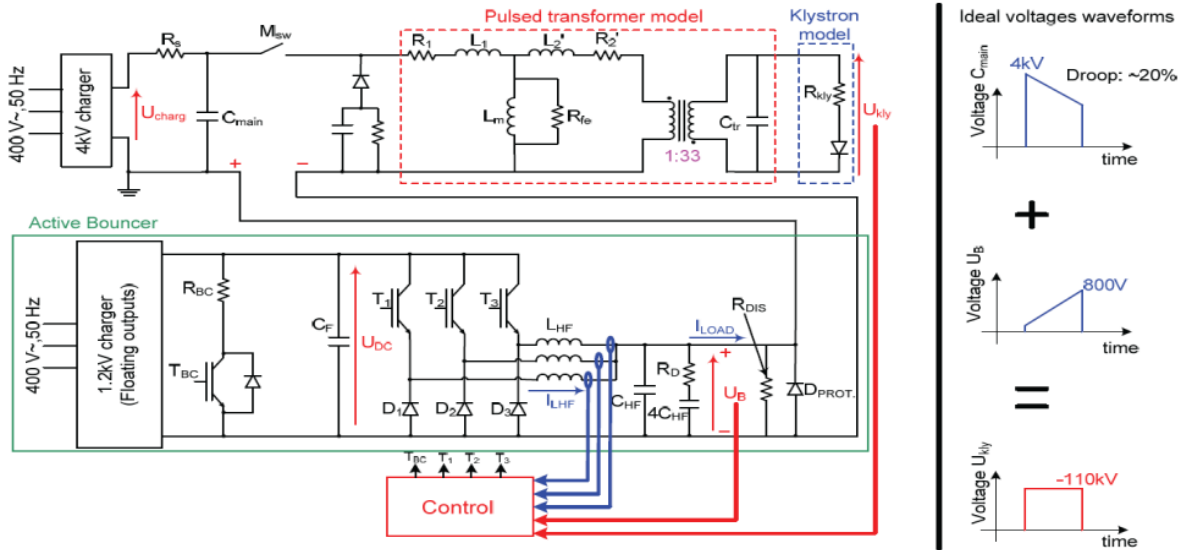 Pulsed transformer model
Klystron
model
Ideal voltages waveforms
400 V~,50 Hz
4kV charger
Rs
Msw
Ucharg
Cmain
+
−
R1
L1
L2'
R2'
Lm
Rfe
1:33
Ctr
Rkly
Ukly
Voltage Cmain
4kV
Droop: ~20%
time
+
Voltage UB
800V
time
=
Voltage Ukly
-110kV
time
Active Bouncer
400 V~,50 Hz
1.2kV charger
(Floating outputs)
RBC
TBC
CF
UDC
T1
T2
T3
LHF
ILHF
D1
D2
D3
ILOAD
CHF
RD
4CHF
+
UB
−
RDIS
DPROT.
TBC T1 T2 T3
Control